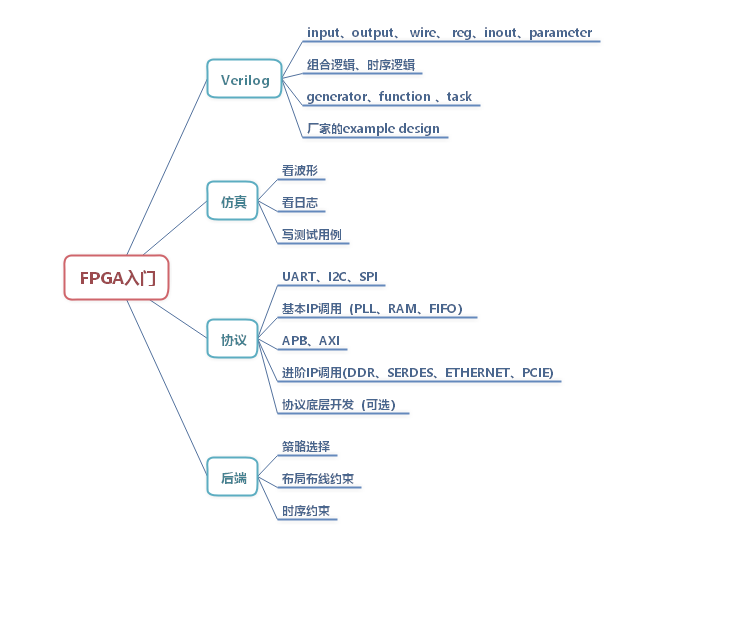 FPGA入门
Verilog
input、output、 wire、 reg、inout、parameter
组合逻辑、时序逻辑
generator、function 、task
厂家的example design
仿真
看波形
看日志
写测试用例
协议
UART、I2C、SPI
基本IP调用（PLL、RAM、FIFO）
APB、AXI
进阶IP调用(DDR、SERDES、ETHERNET、PCIE)
协议底层开发（可选）
后端
策略选择
布局布线约束
时序约束